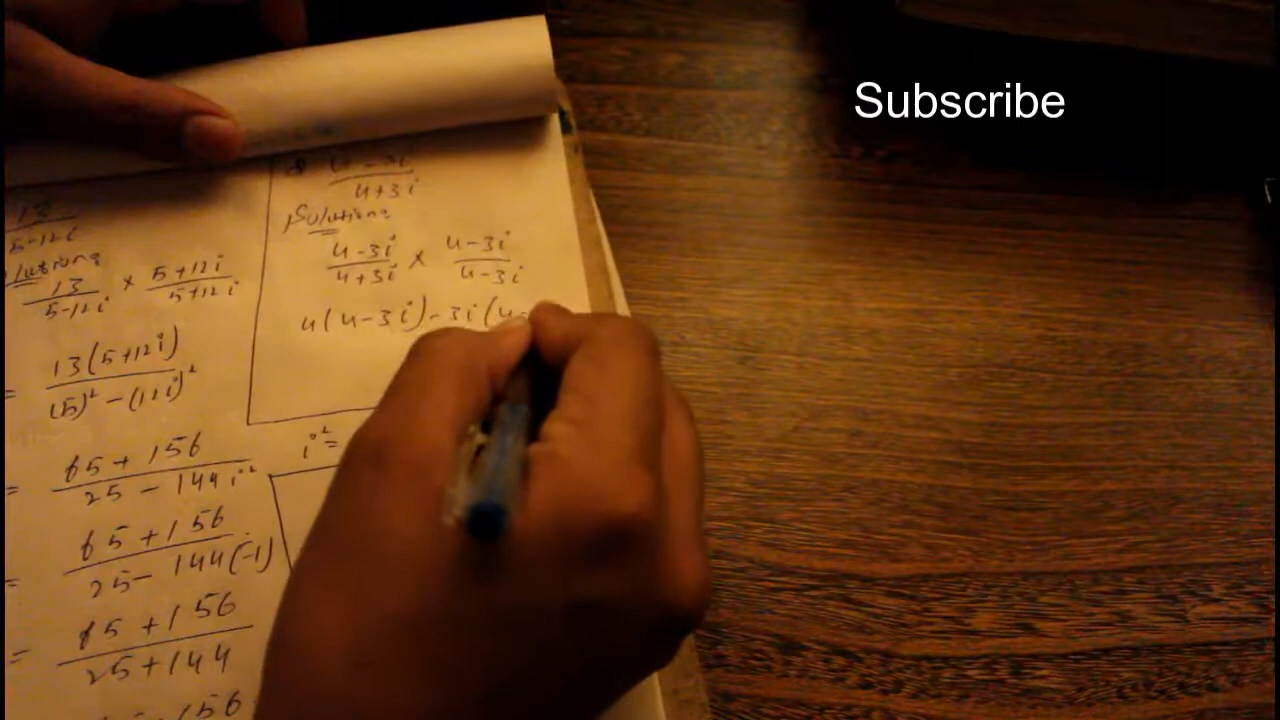 Subscribe
13
5-12i
13/5-12i × 5+12i/5+12i
= 13(5+12i)/(5)² - (12i)²
= 65 + 156/25 - 144i²
= 65 + 156/25 - 144(-1)
= 65 + 156/25 + 144
156
4+3i
Solution:
4-3i/4+3i × 4-3i/4-3i
4(4-3i)-3i(4-
i² =